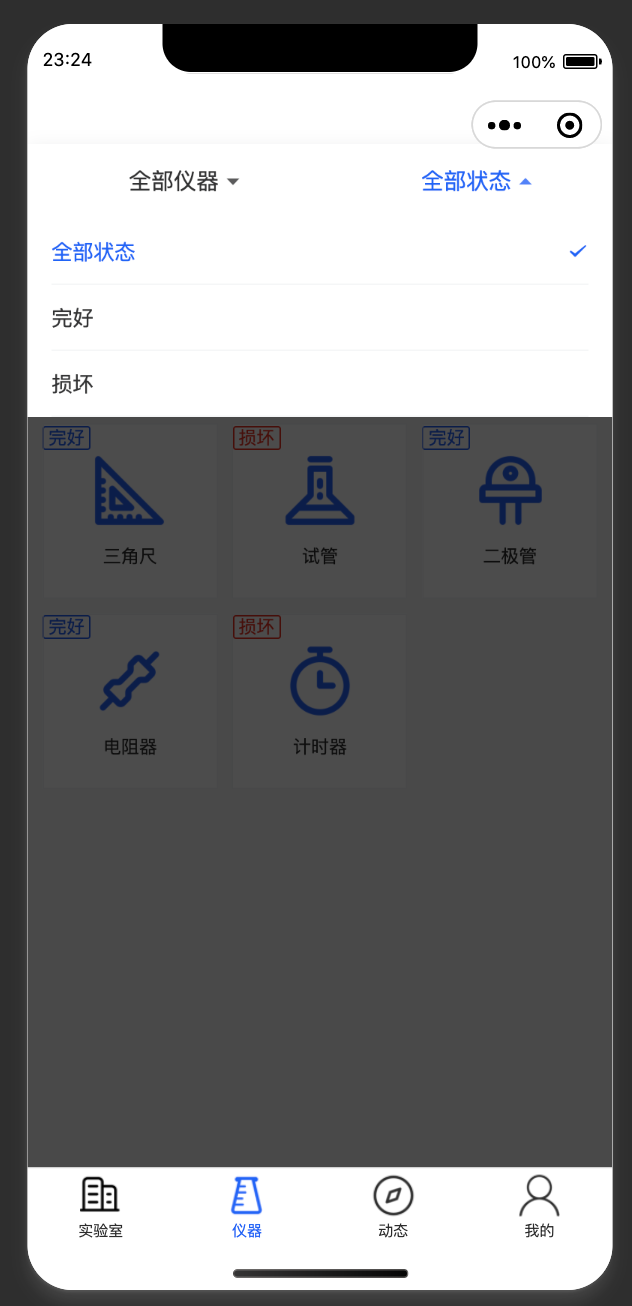 23:24
100%
全部仪器 全部状态
全部状态
完好
损坏
完好 损坏 完好
三角尺 试管 二极管
完好 损坏
电阻器 计时器
实验室 仪器 动态 我的